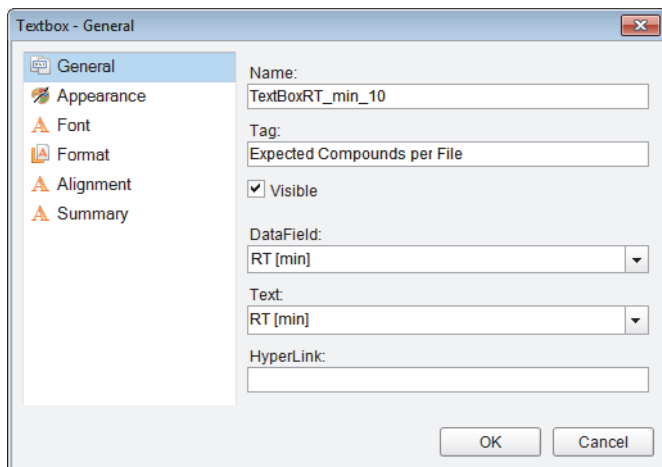 Textbox - General
General
Appearance
Font
Format
Alignment
Summary
Name:
TextBoxRT_min_10
Tag:
Expected Compounds per File
Visible
DataField:
RT [min]
Text:
RT [min]
HyperLink:
OK
Cancel